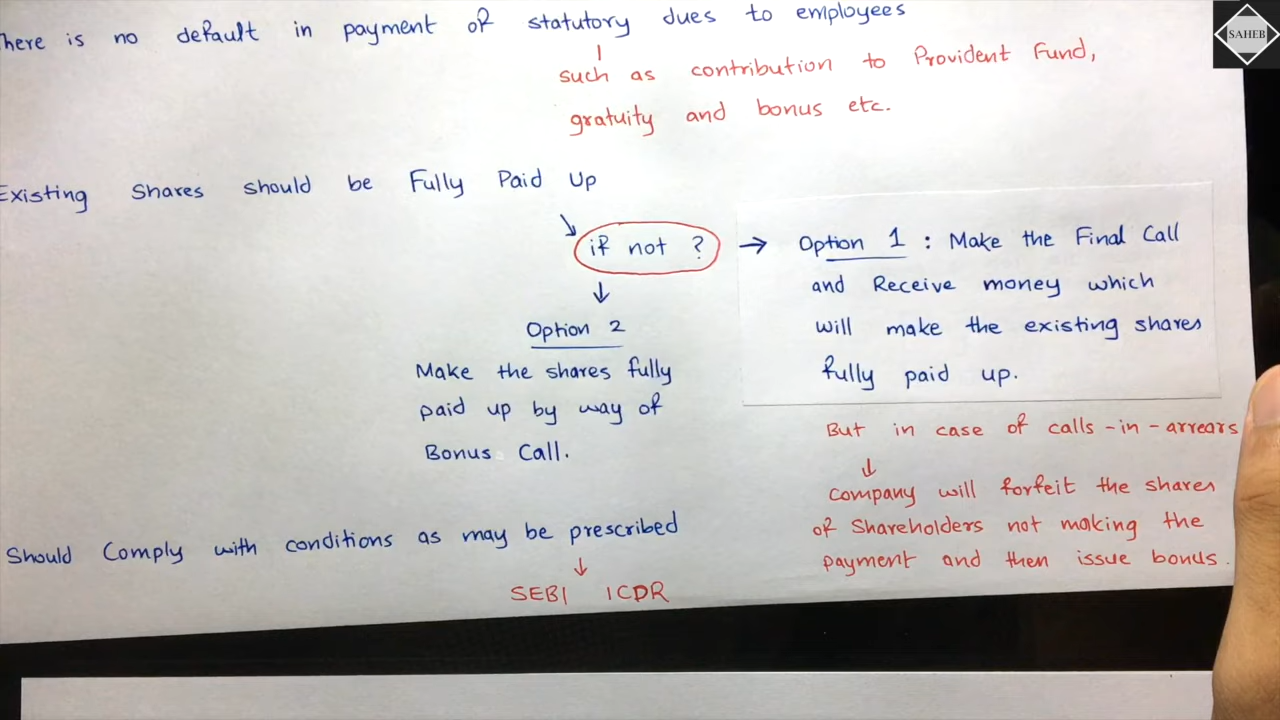 SAHEB
here is no default in payment of statutory dues to employees
such as contribution to Provident Fund,
gratuity and bonus etc.
Existing Shares should be Fully Paid Up
if not ?
Option 1 : Make the Final Call
and Receive money which
will make the existing shares
fully paid up.
Option 2
Make the shares fully
paid up by way of
Bonus Call.
But in case of calls-in-arrears
company will forfeit the shares
of Shareholders not making the
payment and then issue bonus.
Should Comply with conditions as may be prescribed
SEBI ICDR